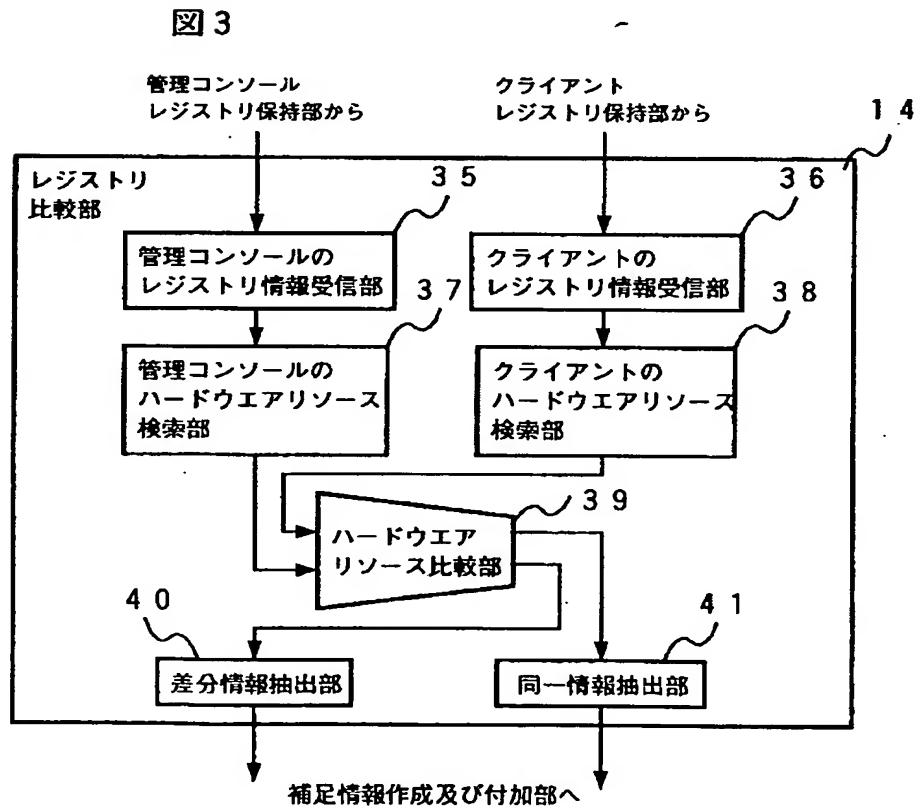 図3
管理コンソール
レジストリ保持部から
クライアント
レジストリ保持部から
14
レジストリ
比較部
35
36
管理コンソールの
レジストリ情報受信部
クライアントの
レジストリ情報受信部
37
38
管理コンソールの
ハードウエアリソース
検索部
クライアントの
ハードウエアリソース
検索部
39
ハードウエア
リソース比較部
40
41
差分情報抽出部
同一情報抽出部
補足情報作成及び付加部へ